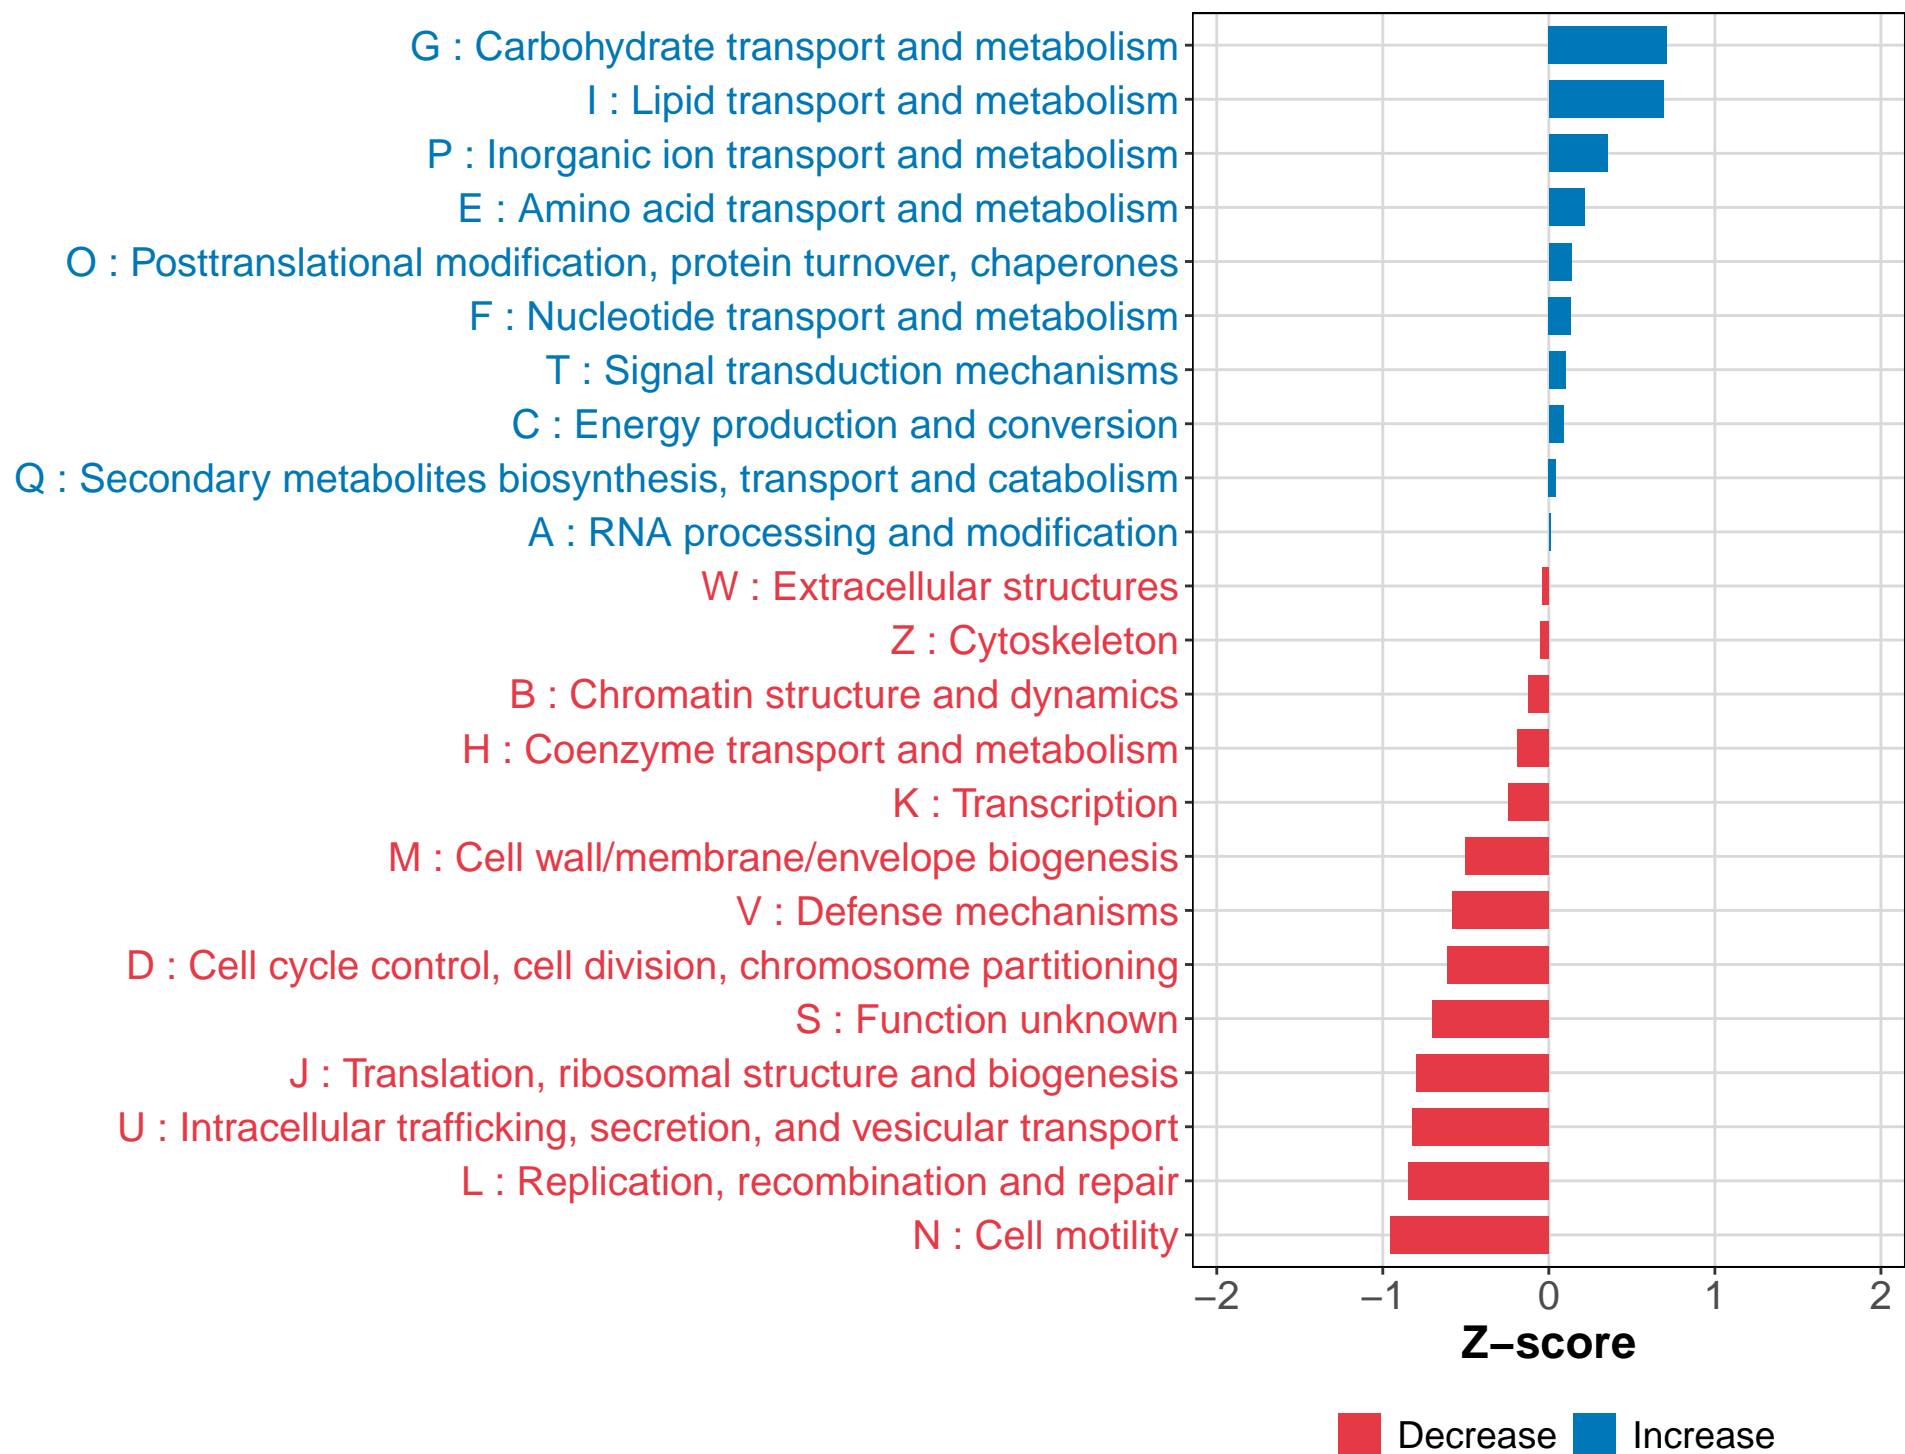 G : Carbohydrate transport and metabolism
I : Lipid transport and metabolism
P : Inorganic ion transport and metabolism
E : Amino acid transport and metabolism
O : Posttranslational modification, protein turnover, chaperones
F : Nucleotide transport and metabolism
T : Signal transduction mechanisms
C : Energy production and conversion
Q : Secondary metabolites biosynthesis, transport and catabolism
A : RNA processing and modification
W : Extracellular structures
Z : Cytoskeleton
B : Chromatin structure and dynamics
H : Coenzyme transport and metabolism
K : Transcription
M : Cell wall/membrane/envelope biogenesis
V : Defense mechanisms
D : Cell cycle control, cell division, chromosome partitioning
S : Function unknown
J : Translation, ribosomal structure and biogenesis
U : Intracellular trafficking, secretion, and vesicular transport
L : Replication, recombination and repair
N : Cell motility
−2 −1 0 1 2
Z−score
Decrease Increase